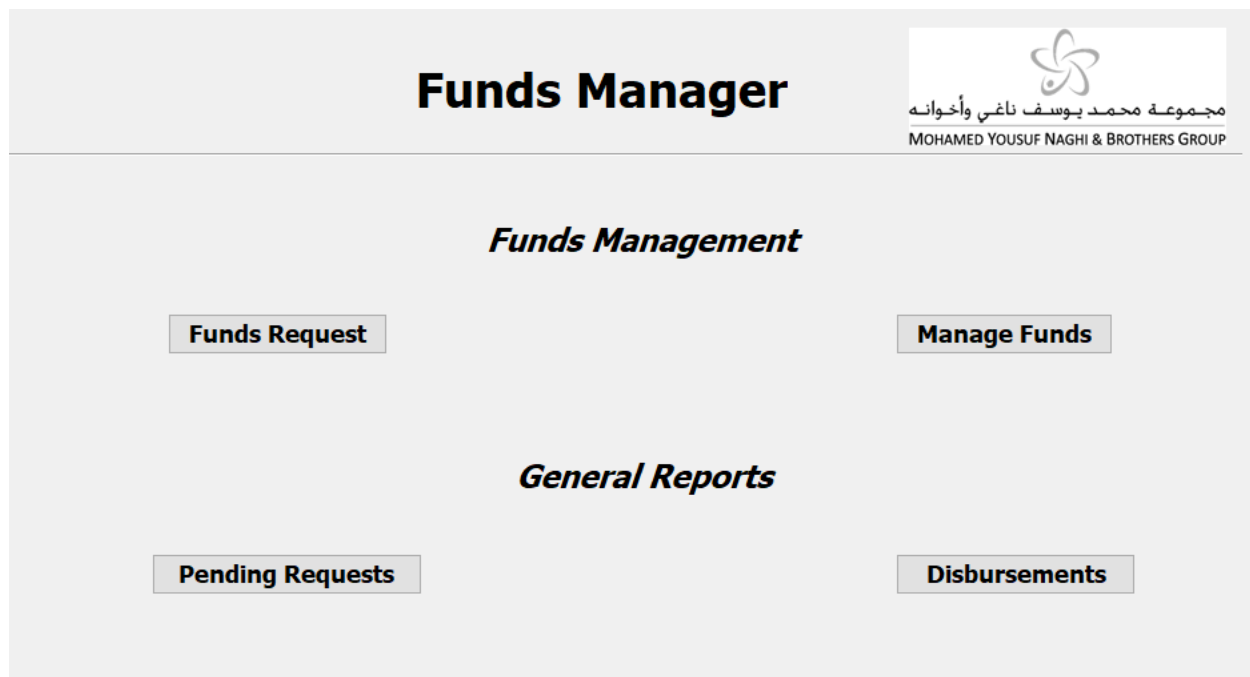 Funds Manager
مجموعة محمد يوسف ناغي وأخوانه
MOHAMED YOUSUF NAGHI & BROTHERS GROUP
Funds Management
Funds Request
Manage Funds
General Reports
Pending Requests
Disbursements